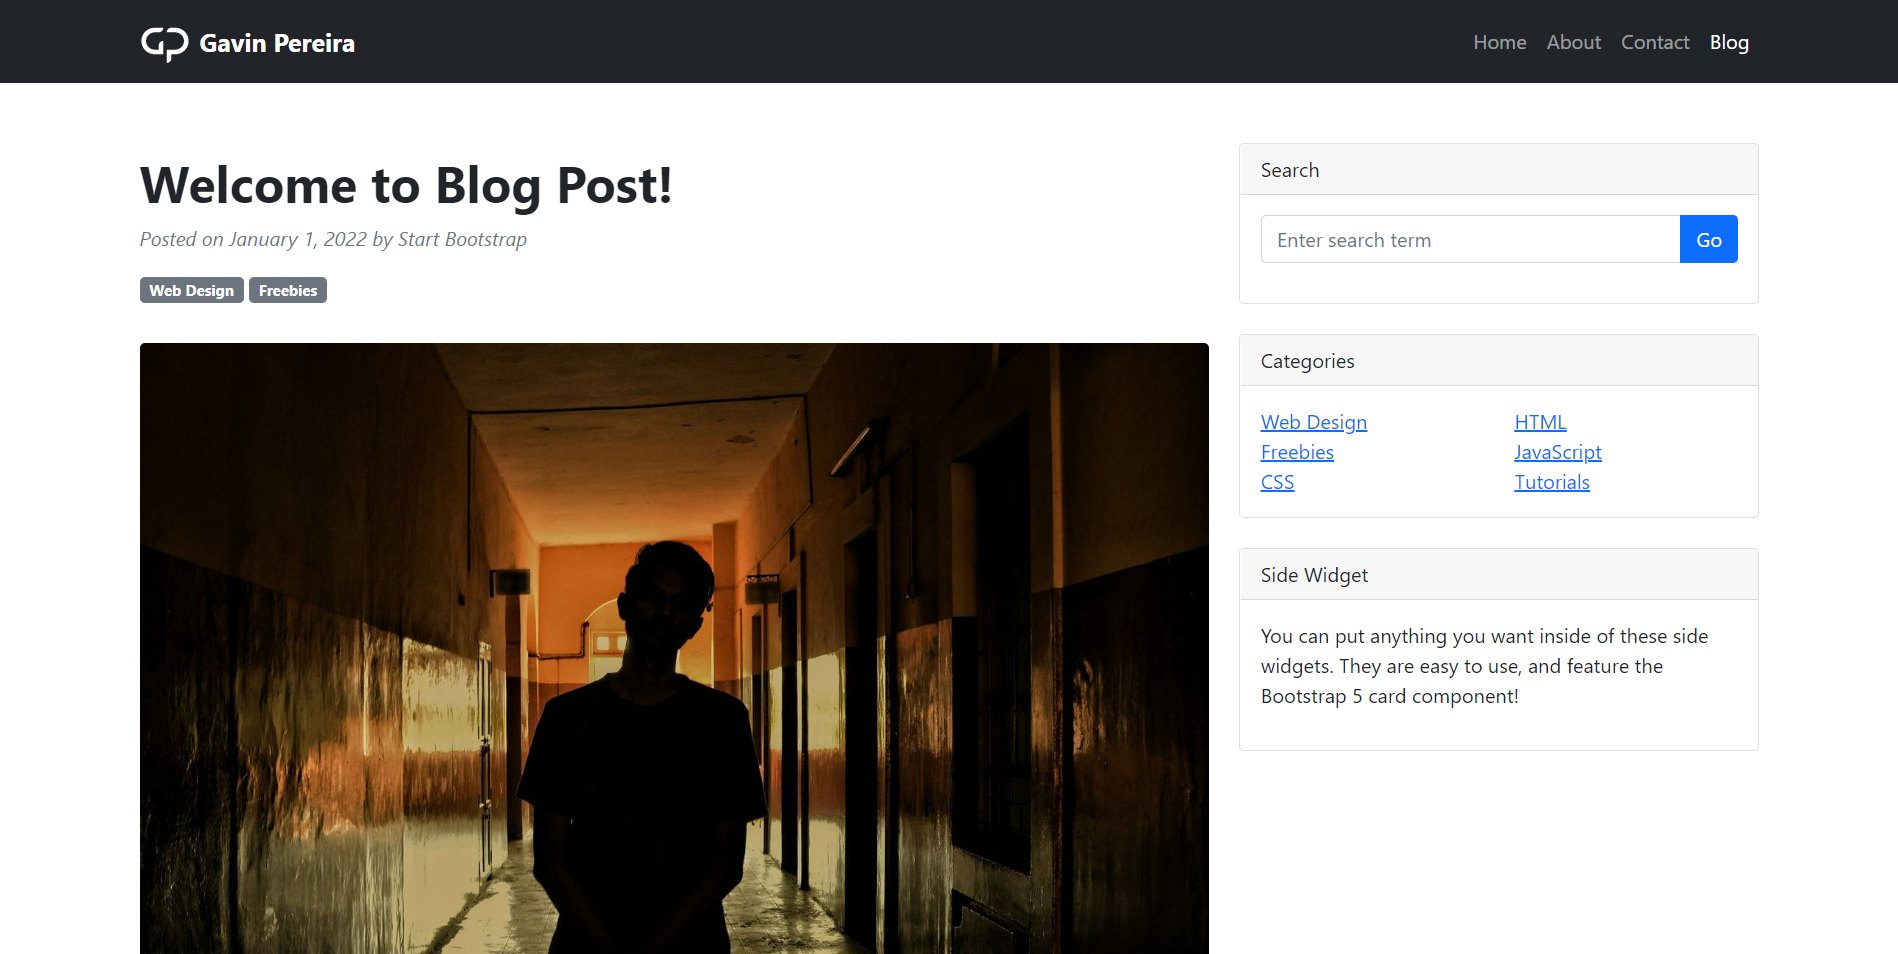 GP Gavin Pereira
Home About Contact Blog
Welcome to Blog Post!
Posted on January 1, 2022 by Start Bootstrap
Web Design Freebies
Search
Enter search term Go
Categories
Web Design HTML
Freebies JavaScript
CSS Tutorials
Side Widget
You can put anything you want inside of these side
widgets. They are easy to use, and feature the
Bootstrap 5 card component!